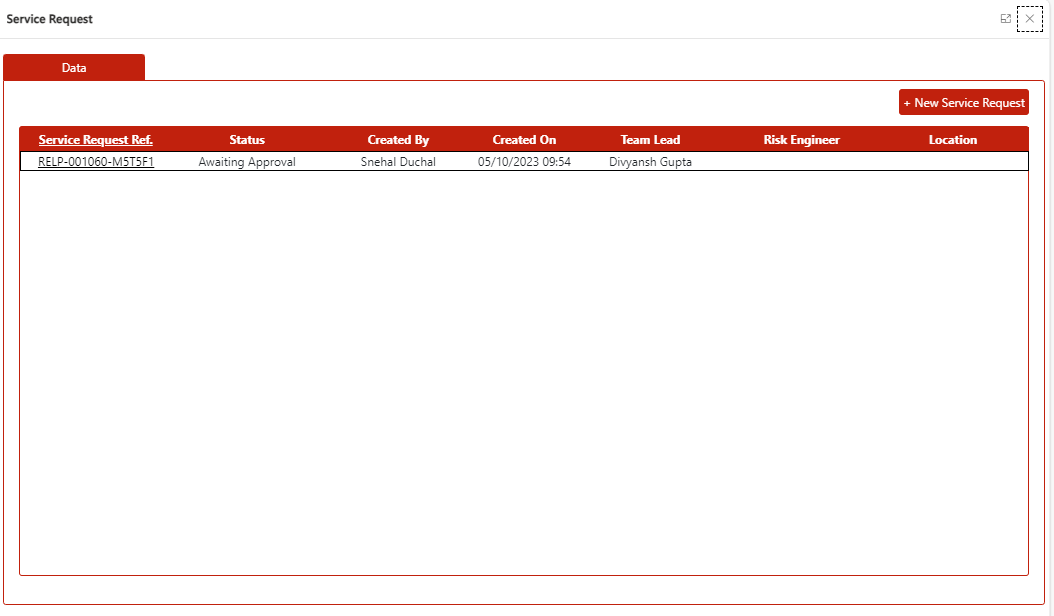 Service Request
Data
+ New Service Request
Service Request Ref. Status Created By Created On Team Lead Risk Engineer Location
RELP-001060-M5T5F1 Awaiting Approval Snehal Duchal 05/10/2023 09:54 Divyansh Gupta